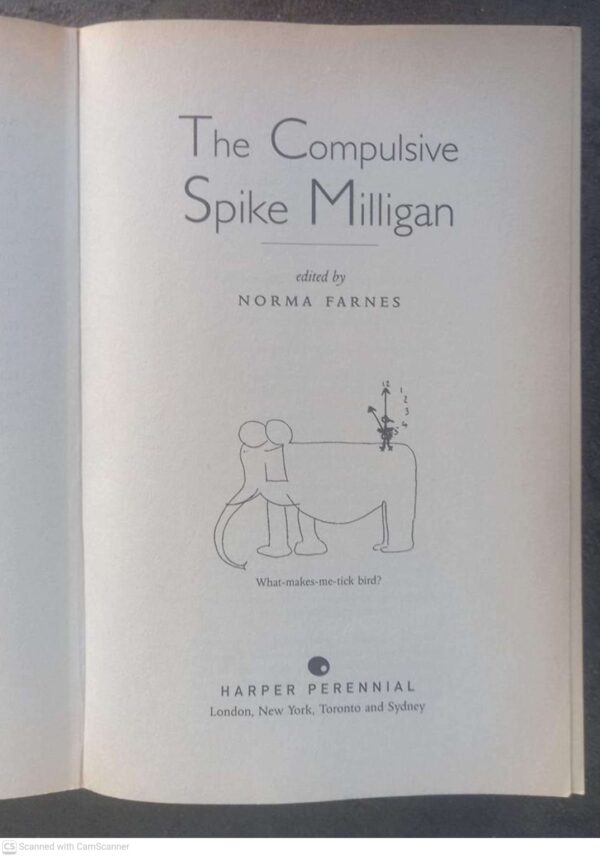 The Compulsive
Spike Milligan
edited by
NORMA FARNES
12
1
2
3
4
5
What-makes-me-tick bird?
HARPER PERENNIAL
London, New York, Toronto and Sydney
CS Scanned with CamScanner